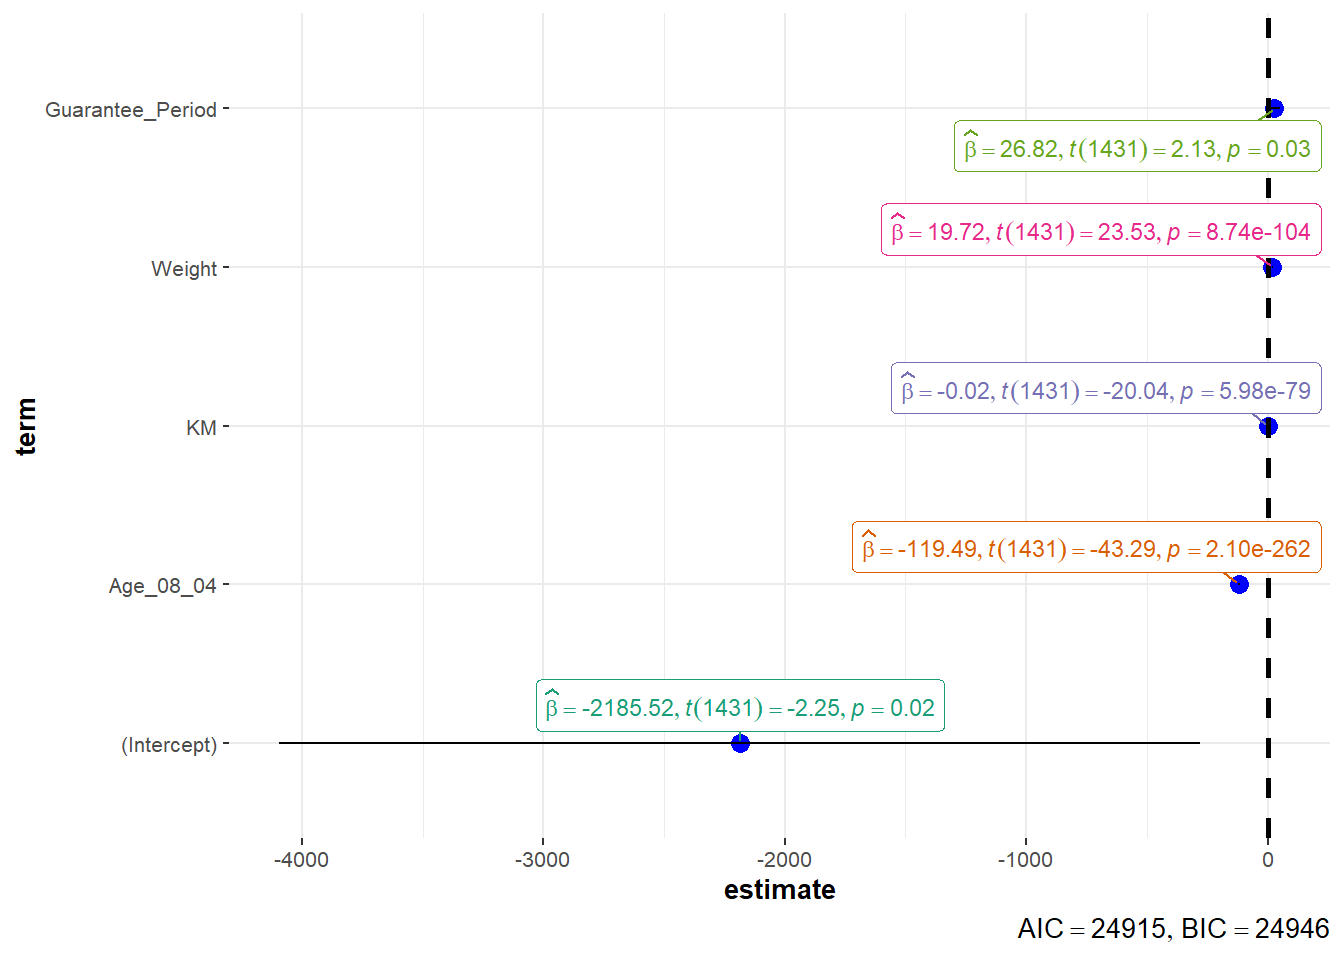 Guarantee_Period
β̂ = 26.82, t(1431) = 2.13, p = 0.03
β̂ = 19.72, t(1431) = 23.53, p = 8.74e-104
Weight
β̂ = -0.02, t(1431) = -20.04, p = 5.98e-79
KM
β̂ = -119.49, t(1431) = -43.29, p = 2.10e-262
Age_08_04
β̂ = -2185.52, t(1431) = -2.25, p = 0.02
(Intercept)
term
-4000 -3000 -2000 -1000 0
estimate
AIC = 24915, BIC = 24946